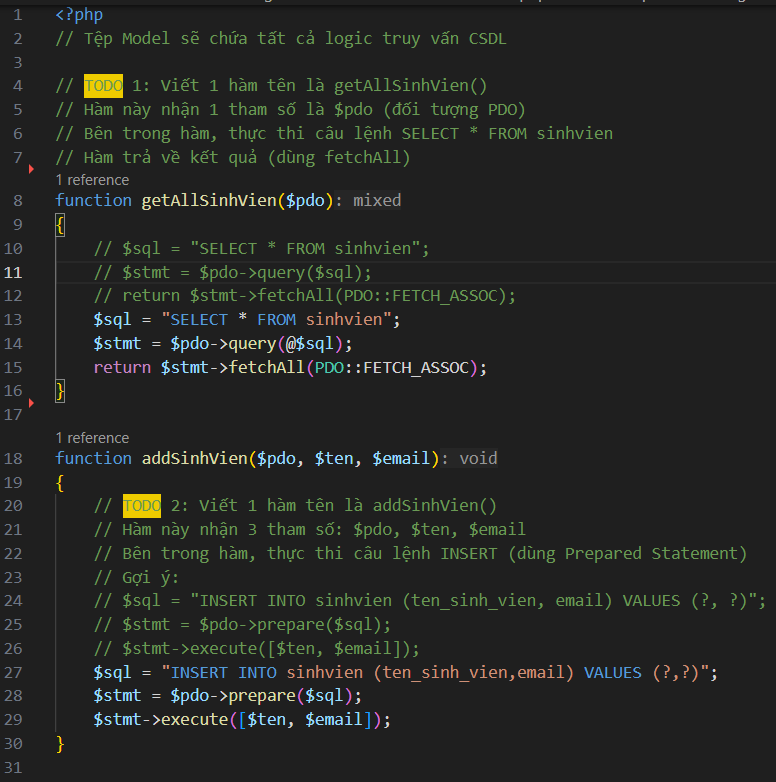 1 <?php
2 // Tệp Model sẽ chứa tất cả logic truy vấn CSDL
3
4 // TODO 1: Viết 1 hàm tên là getAllSinhVien()
5 // Hàm này nhận 1 tham số là $pdo (đối tượng PDO)
6 // Bên trong hàm, thực thi câu lệnh SELECT * FROM sinhvien
7 // Hàm trả về kết quả (dùng fetchAll)
1 reference
8 function getAllSinhVien($pdo): mixed
9 {
10 // $sql = "SELECT * FROM sinhvien";
11 // $stmt = $pdo->query($sql);
12 // return $stmt->fetchAll(PDO::FETCH_ASSOC);
13 $sql = "SELECT * FROM sinhvien";
14 $stmt = $pdo->query(@$sql);
15 return $stmt->fetchAll(PDO::FETCH_ASSOC);
16 }
17
1 reference
18 function addSinhVien($pdo, $ten, $email): void
19 {
20 // TODO 2: Viết 1 hàm tên là addSinhVien()
21 // Hàm này nhận 3 tham số: $pdo, $ten, $email
22 // Bên trong hàm, thực thi câu lệnh INSERT (dùng Prepared Statement)
23 // Gợi ý:
24 // $sql = "INSERT INTO sinhvien (ten_sinh_vien, email) VALUES (?, ?)";
25 // $stmt = $pdo->prepare($sql);
26 // $stmt->execute([$ten, $email]);
27 $sql = "INSERT INTO sinhvien (ten_sinh_vien,email) VALUES (?,?)";
28 $stmt = $pdo->prepare($sql);
29 $stmt->execute([$ten, $email]);
30 }
31